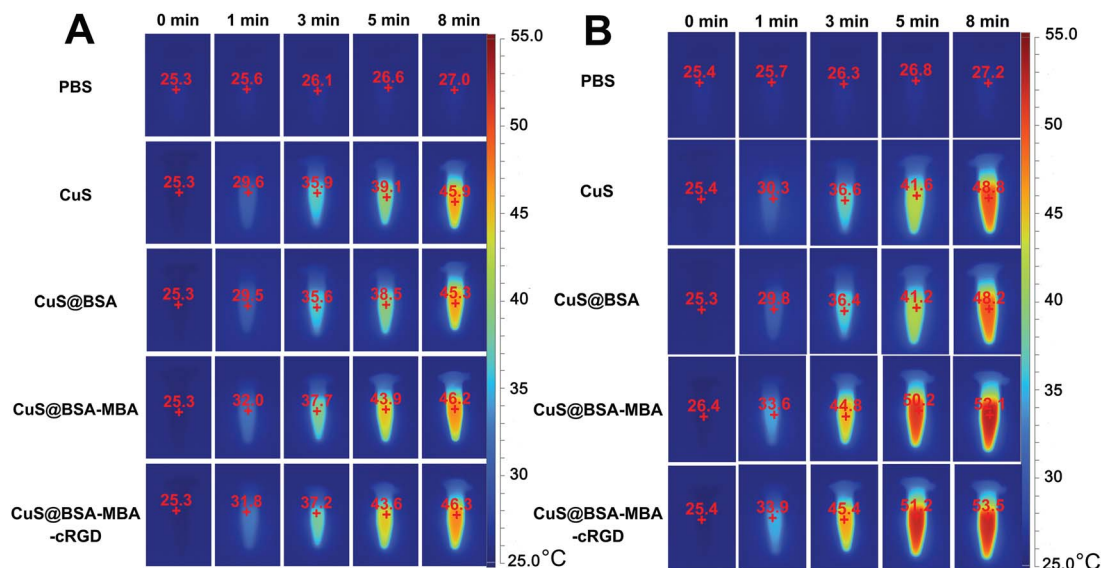 A
0 min 1 min 3 min 5 min 8 min
PBS 25.3 25.6 26.1 26.6 27.0
CuS 25.3 29.6 35.9 39.1 45.9
CuS@BSA 25.3 29.5 35.6 38.5 45.3
CuS@BSA-MBA 25.3 32.0 37.7 43.9 46.2
CuS@BSA-MBA
-cRGD 25.3 31.8 37.2 43.6 46.3
55.0
50
45
40
35
30
25.0°C
B
0 min 1 min 3 min 5 min 8 min
PBS 25.4 25.7 26.3 26.8 27.2
CuS 25.4 30.3 36.6 41.6 48.8
CuS@BSA 25.3 29.8 36.4 41.2 48.2
CuS@BSA-MBA 26.4 33.6 44.8 50.2 52.1
CuS@BSA-MBA
-cRGD 25.4 33.9 45.4 51.2 53.5
55.0
50
45
40
35
30
25.0°C